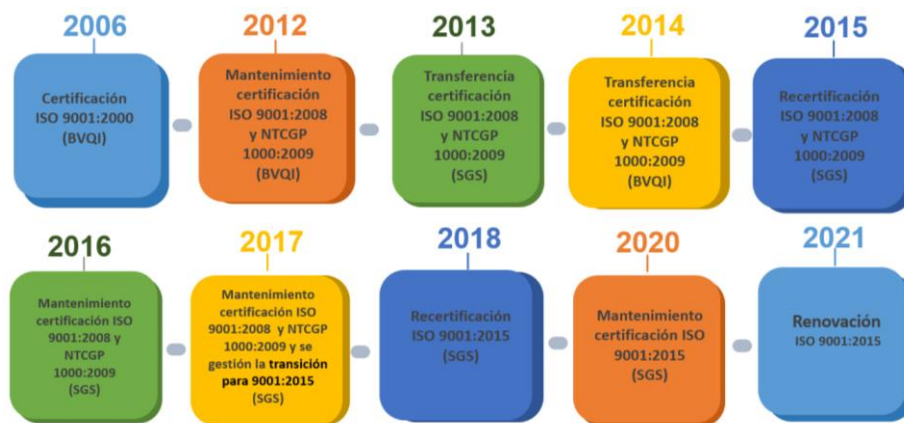 2006
Certificación
ISO 9001:2000
(BVQI)
2012
Mantenimiento
certificación
ISO 9001:2008
y NTCGP
1000:2009
(BVQI)
2013
Transferencia
certificación
ISO 9001:2008
y NTCGP
1000:2009
(SGS)
2014
Transferencia
certificación
ISO 9001:2008
y NTCGP
1000:2009
(BVQI)
2015
Recertificación
ISO 9001:2008
y NTCGP
1000:2009
(SGS)
2016
Mantenimiento
certificación ISO
9001:2008 y
NTCGP
1000:2009
(SGS)
2017
Mantenimiento
certificación ISO
9001:2008 y NTCGP
1000:2009 y se
gestión la transición
para 9001:2015
(SGS)
2018
Recertificación
ISO 9001:2015
(SGS)
2020
Mantenimiento
certificación ISO
9001:2015
(SGS)
2021
Renovación
ISO 9001:2015